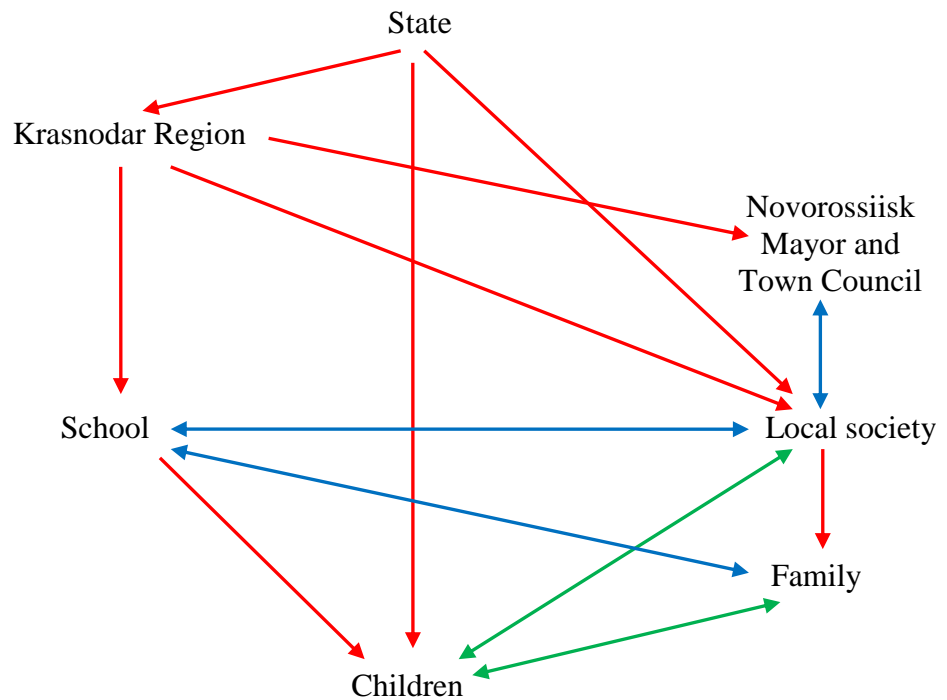 State
Krasnodar Region
Novorossiisk
Mayor and
Town Council
School
Local society
Family
Children